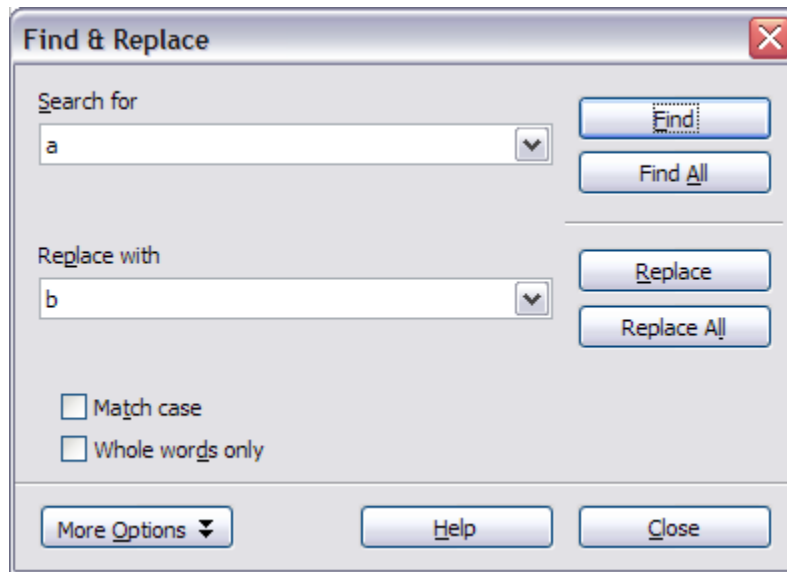 Find & Replace
Search for
a
Find
Find All
Replace with
b
Replace
Replace All
Match case
Whole words only
More Options
Help
Close